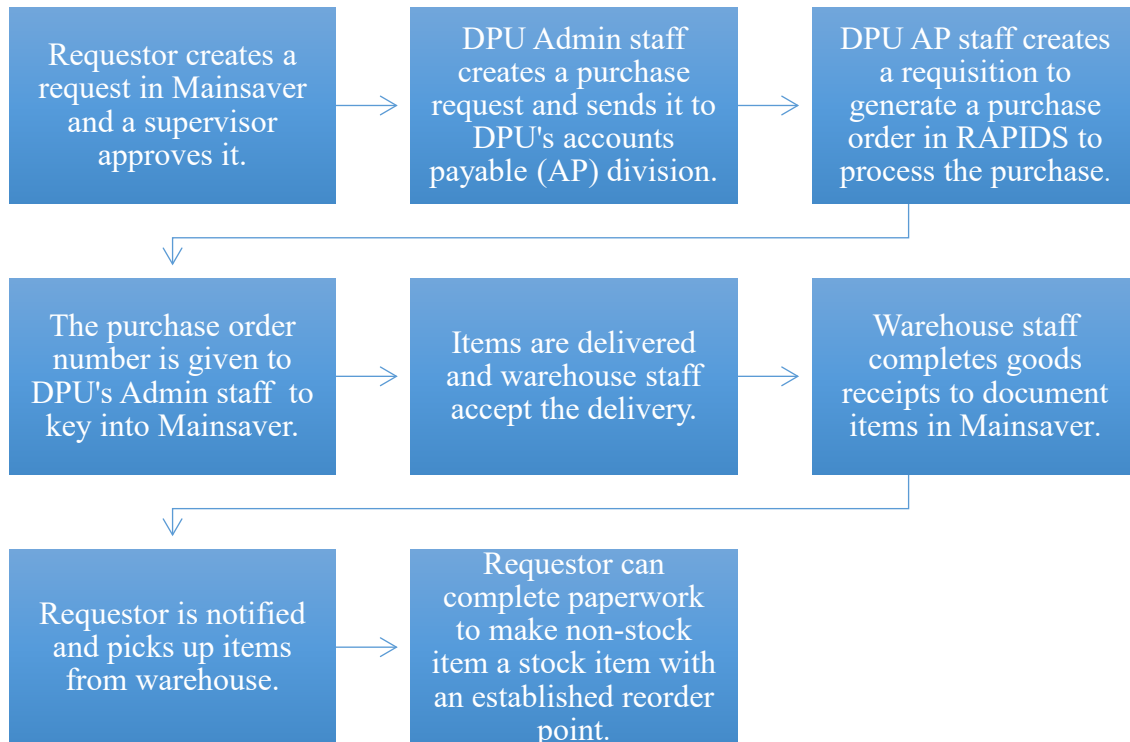 Requestor creates a
request in Mainsaver
and a supervisor
approves it.
DPU Admin staff
creates a purchase
request and sends it to
DPU's accounts
payable (AP) division.
DPU AP staff creates
a requisition to
generate a purchase
order in RAPIDS to
process the purchase.
The purchase order
number is given to
DPU's Admin staff to
key into Mainsaver.
Items are delivered
and warehouse staff
accept the delivery.
Warehouse staff
completes goods
receipts to document
items in Mainsaver.
Requestor is notified
and picks up items
from warehouse.
Requestor can
complete paperwork
to make non-stock
item a stock item with
an established reorder
point.